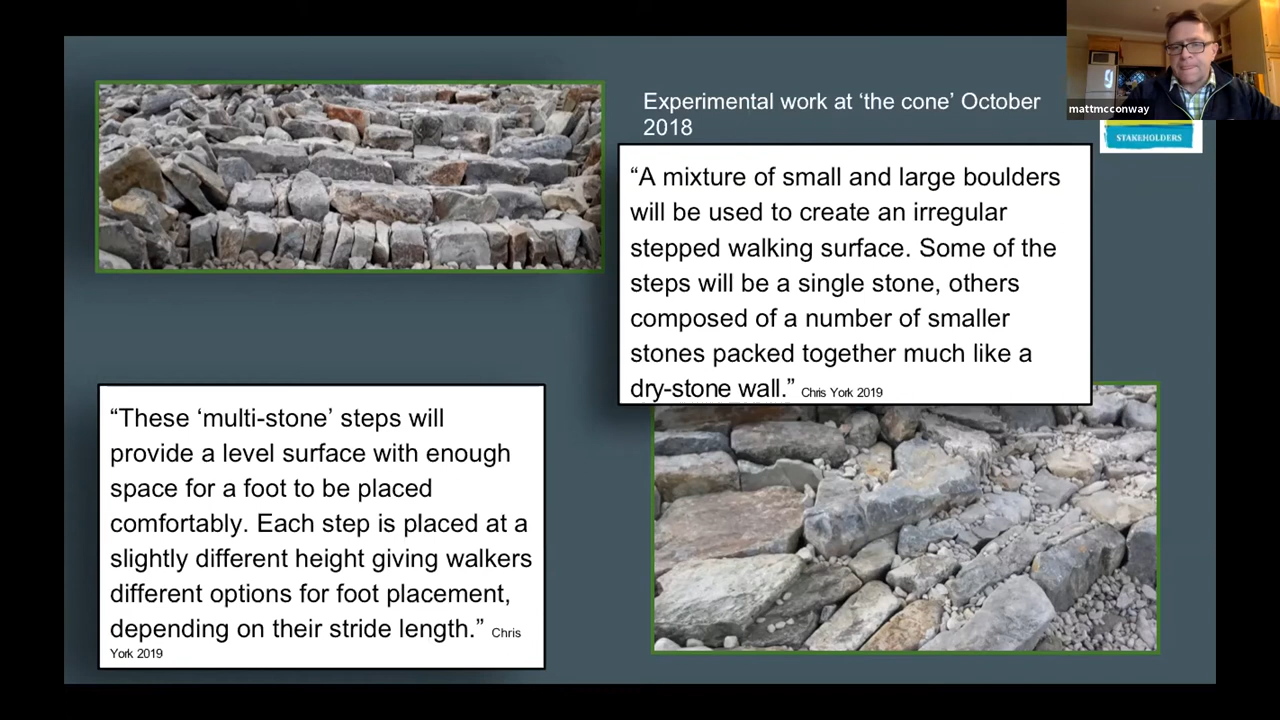 mattmcconway
STAKEHOLDERS
Experimental work at ‘the cone’ October
2018
“A mixture of small and large boulders
will be used to create an irregular
stepped walking surface. Some of the
steps will be a single stone, others
composed of a number of smaller
stones packed together much like a
dry-stone wall.” Chris York 2019
“These ‘multi-stone’ steps will
provide a level surface with enough
space for a foot to be placed
comfortably. Each step is placed at a
slightly different height giving walkers
different options for foot placement,
depending on their stride length.” Chris
York 2019